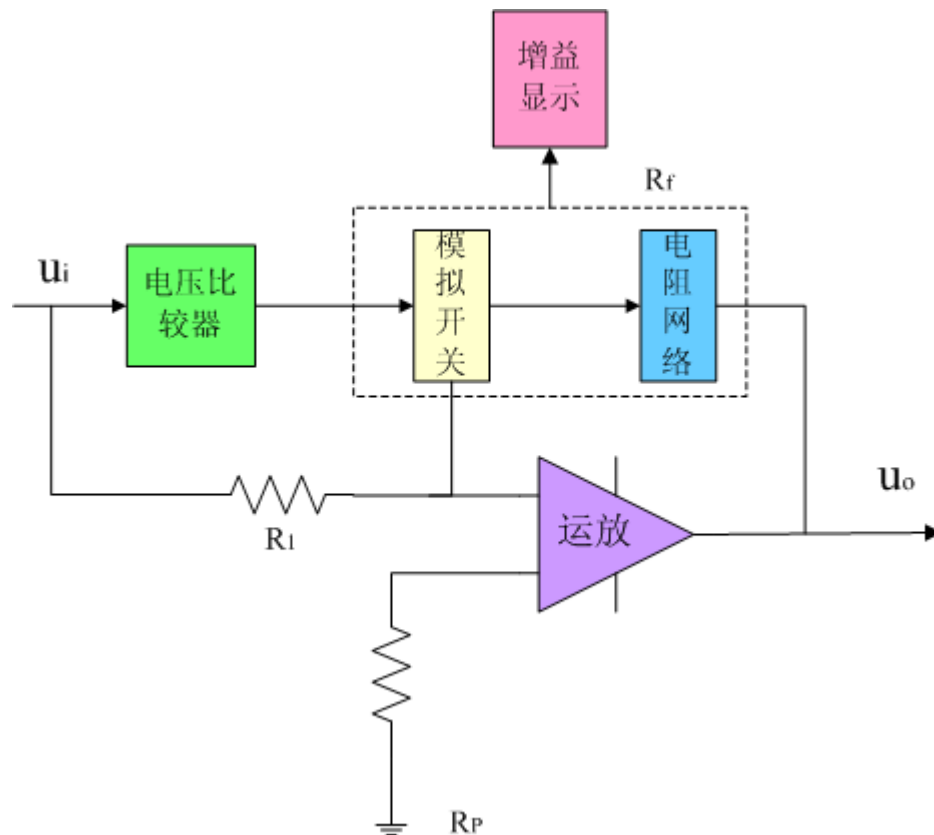 增益
显示
Rf
ui
电压比
较器
模
拟
开
关
电
阻
网
络
R1
运放
uo
RP